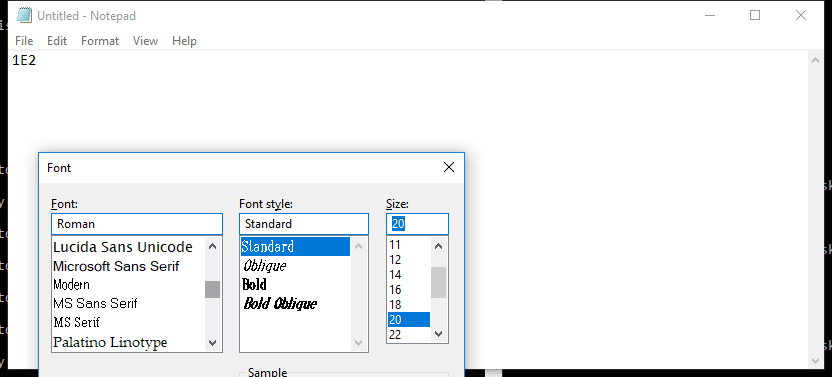 Untitled - Notepad
File Edit Format View Help
1E2
Font
Font:
Roman
Lucida Sans Unicode
Microsoft Sans Serif
Modern
MS Sans Serif
MS Serif
Palatino Linotype
Font style:
Standard
Standard
Oblique
Bold
Bold Oblique
Size:
20
11
12
14
16
18
20
22
Sample